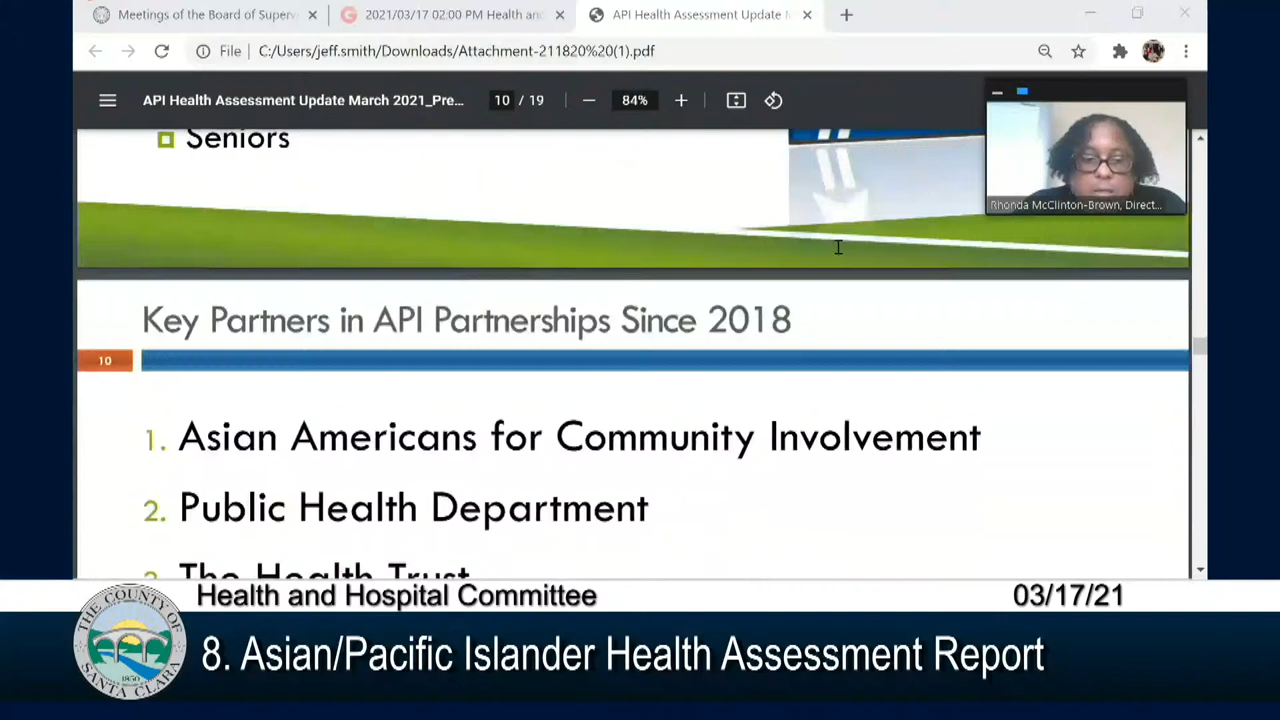 Meetings of the Board of Superv
2021/03/17 02:00 PM Health and
API Health Assessment Update M
File
C:/Users/jeff.smith/Downloads/Attachment-211820%20(1).pdf
API Health Assessment Update March 2021_Pre...
10 / 19
84%
Seniors
Rhonda McClinton-Brown, Direct...
Key Partners in API Partnerships Since 2018
10
1. Asian Americans for Community Involvement
2. Public Health Department
3. The Health Trust
Health and Hospital Committee
03/17/21
THE COUNTY OF
SANTA CLARA
1850
8. Asian/Pacific Islander Health Assessment Report